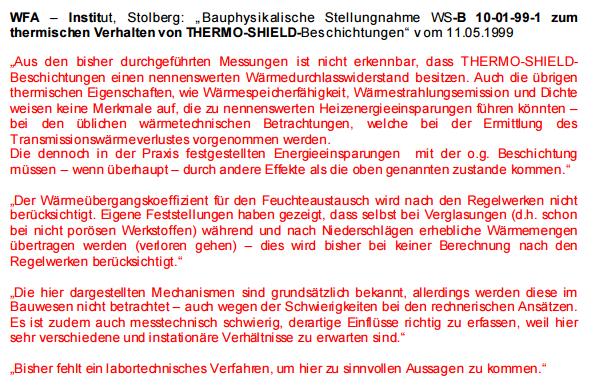 WFA – Institut, Stolberg: „Bauphysikalische Stellungnahme WS-B 10-01-99-1 zum
thermischen Verhalten von THERMO-SHIELD-Beschichtungen“ vom 11.05.1999
„Aus den bisher durchgeführten Messungen ist nicht erkennbar, dass THERMO-SHIELD-
Beschichtungen einen nennenswerten Wärmedurchlasswiderstand besitzen. Auch die übrigen
thermischen Eigenschaften, wie Wärmespeicherfähigkeit, Wärmestrahlungsemission und Dichte
weisen keine Merkmale auf, die zu nennenswerten Heizenergieeinsparungen führen könnten –
bei den üblichen wärmetechnischen Betrachtungen, welche bei der Ermittlung des
Transmissionswärmeverlustes vorgenommen werden.
Die dennoch in der Praxis festgestellten Energieeinsparungen mit der o.g. Beschichtung
müssen – wenn überhaupt – durch andere Effekte als die oben genannten zustande kommen.“
„Der Wärmeübergangskoeffizient für den Feuchteaustausch wird nach den Regelwerken nicht
berücksichtigt. Eigene Feststellungen haben gezeigt, dass selbst bei Verglasungen (d.h. schon
bei nicht porösen Werkstoffen) während und nach Niederschlägen erhebliche Wärmemengen
übertragen werden (verloren gehen) – dies wird bisher bei keiner Berechnung nach den
Regelwerken berücksichtigt.“
„Die hier dargestellten Mechanismen sind grundsätzlich bekannt, allerdings werden diese im
Bauwesen nicht betrachtet – auch wegen der Schwierigkeiten bei den rechnerischen Ansätzen.
Es ist zudem auch messtechnisch schwierig, derartige Einflüsse richtig zu erfassen, weil hier
sehr verschiedene und instationäre Verhältnisse zu erwarten sind.“
„Bisher fehlt ein labortechnisches Verfahren, um hier zu sinnvollen Aussagen zu kommen.“